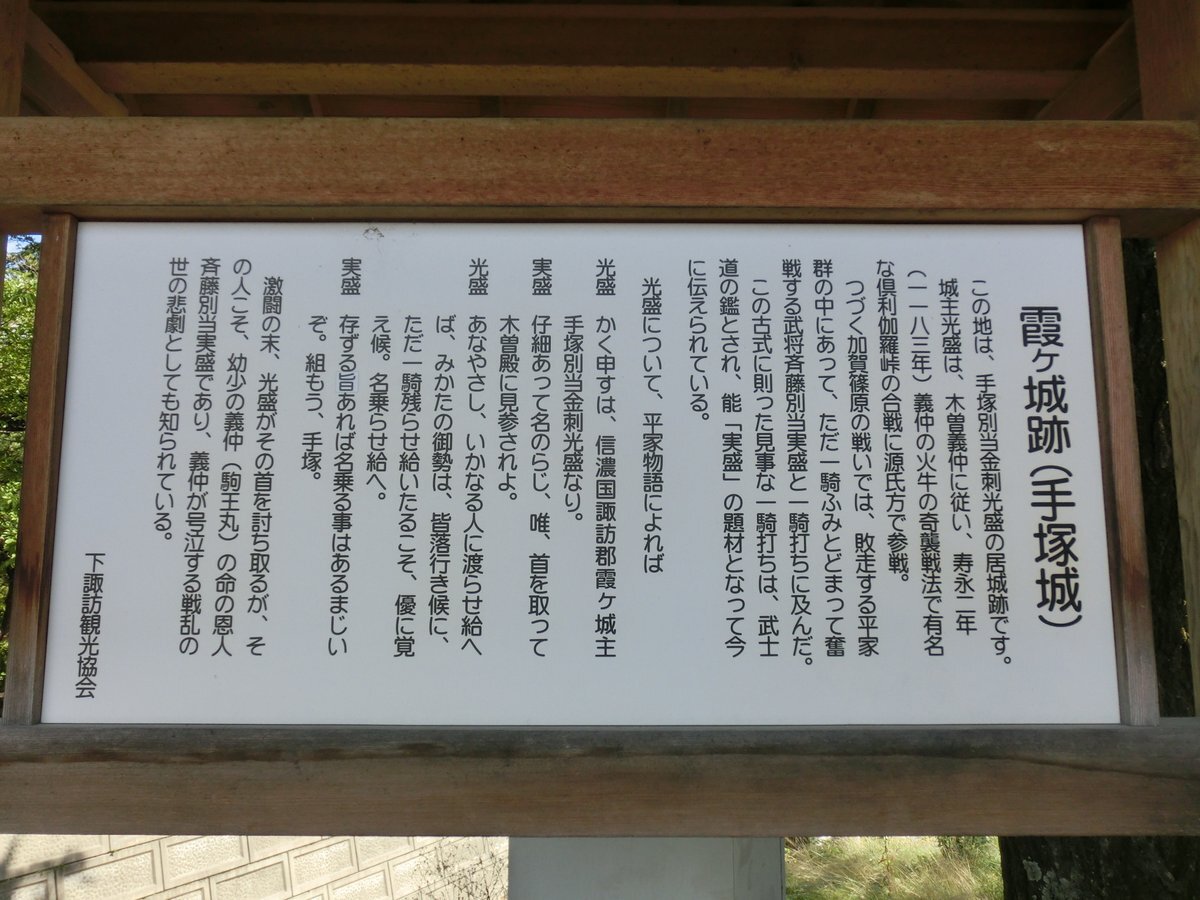 霞ヶ城跡(手塚城)
この地は、手塚別当金刺光盛の居城跡です。
城主光盛は、木曽義仲に従い、寿永二年
(一一八三年)義仲の火牛の奇襲戦法で有名
な倶利伽羅峠の合戦に源氏方で参戦。
つづく加賀篠原の戦いでは、敗走する平家
群の中にあって、ただ一騎ふみとどまって奮
戦する武将斉藤別当実盛と一騎打ちに及んだ。
この古式に則った見事な一騎打ちは、武士
道の鑑とされ、能「実盛」の題材となって今
に伝えられている。
光盛について、平家物語によれば
光盛 かく申すは、信濃国諏訪郡霞ヶ城主
手塚別当金刺光盛なり。
実盛 仔細あって名のらじ、唯、首を取って
木曽殿に見参されよ。
光盛 あなやさし、いかなる人に渡らせ給へ
ば、みかたの御勢は、皆落行き候に、
ただ一騎残らせ給いたるこそ、優に覚
え候。名乗らせ給へ。
実盛 存ずる旨あれば名乗る事はあるまじい
ぞ。組もう、手塚。
激闘の末、光盛がその首を討ち取るが、そ
の人こそ、幼少の義仲(駒王丸)の命の恩人
斉藤別当実盛であり、義仲が号泣する戦乱の
世の悲劇としても知られている。
下諏訪観光協会